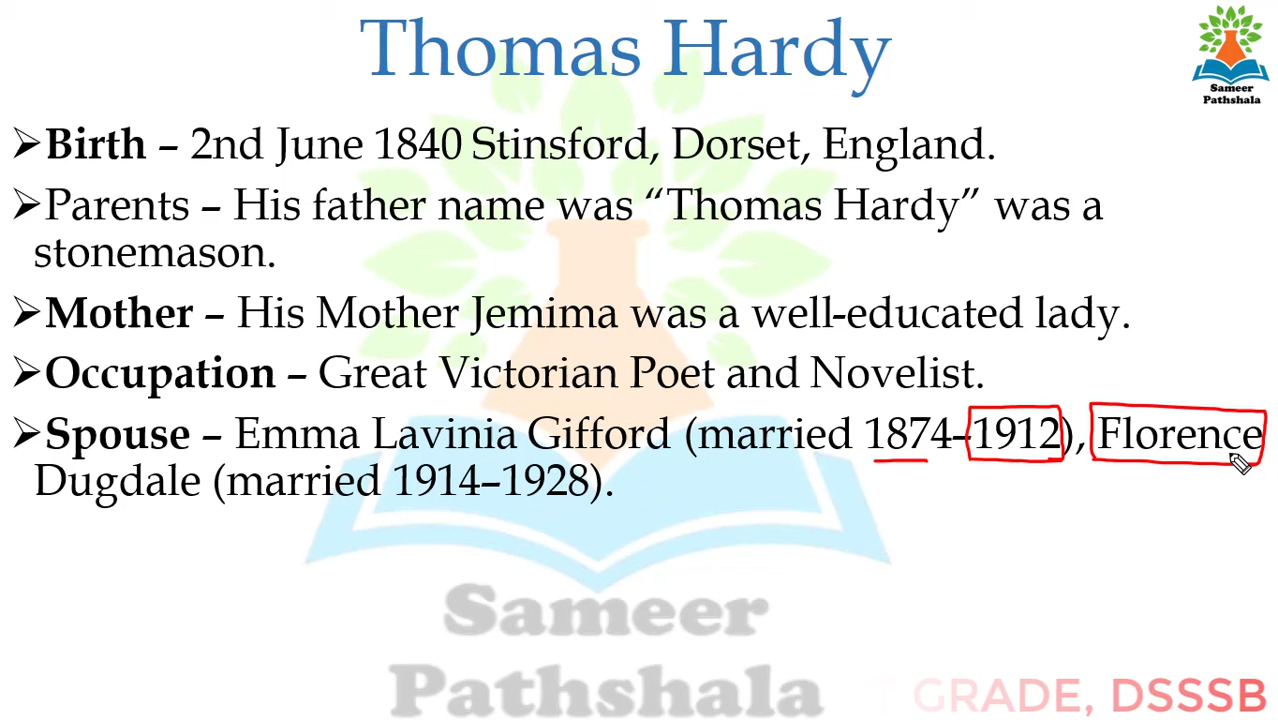 Thomas Hardy
Sameer
Pathshala
➢Birth – 2nd June 1840 Stinsford, Dorset, England.
➢Parents – His father name was “Thomas Hardy” was a
stonemason.
➢Mother – His Mother Jemima was a well-educated lady.
➢Occupation – Great Victorian Poet and Novelist.
➢Spouse – Emma Lavinia Gifford (married 1874–1912), Florence
Dugdale (married 1914–1928).
Sameer
Pathshala
T GRADE, DSSSB